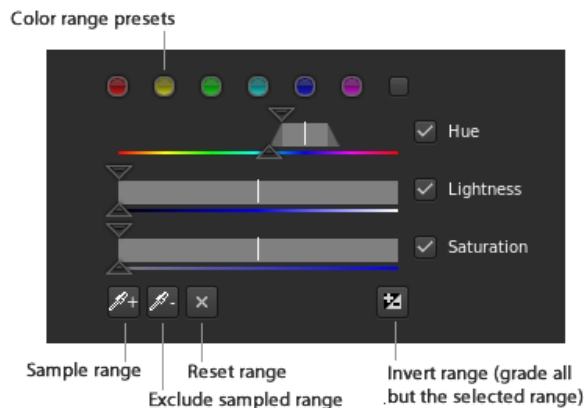 Color range presets
Hue
Lightness
Saturation
Sample range
Reset range
Exclude sampled range
Invert range (grade all
.but the selected range)